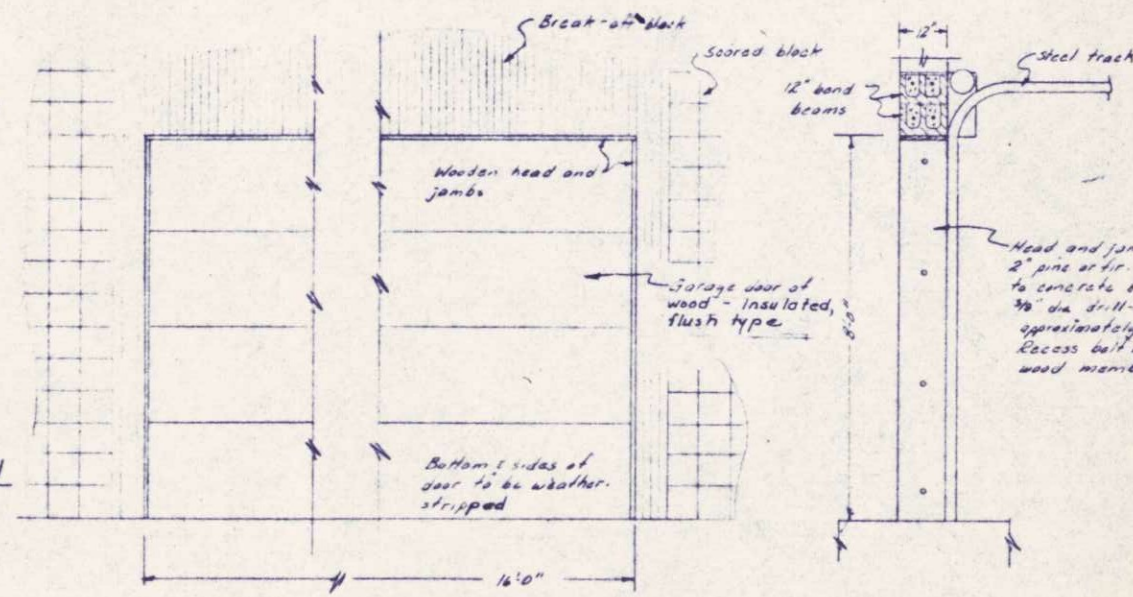 Break-off block
Scored block
Wooden head and
jambs
Garage door of
wood - Insulated,
flush type
Bottom & sides of
door to be weather-
stripped
16'-0"
12"
Steel track
12" bond
beams
8'-0"
Head and jam
2" pine or fir.
to concrete b
3/8" dia drill-
approximately
Recess bolt
wood mem